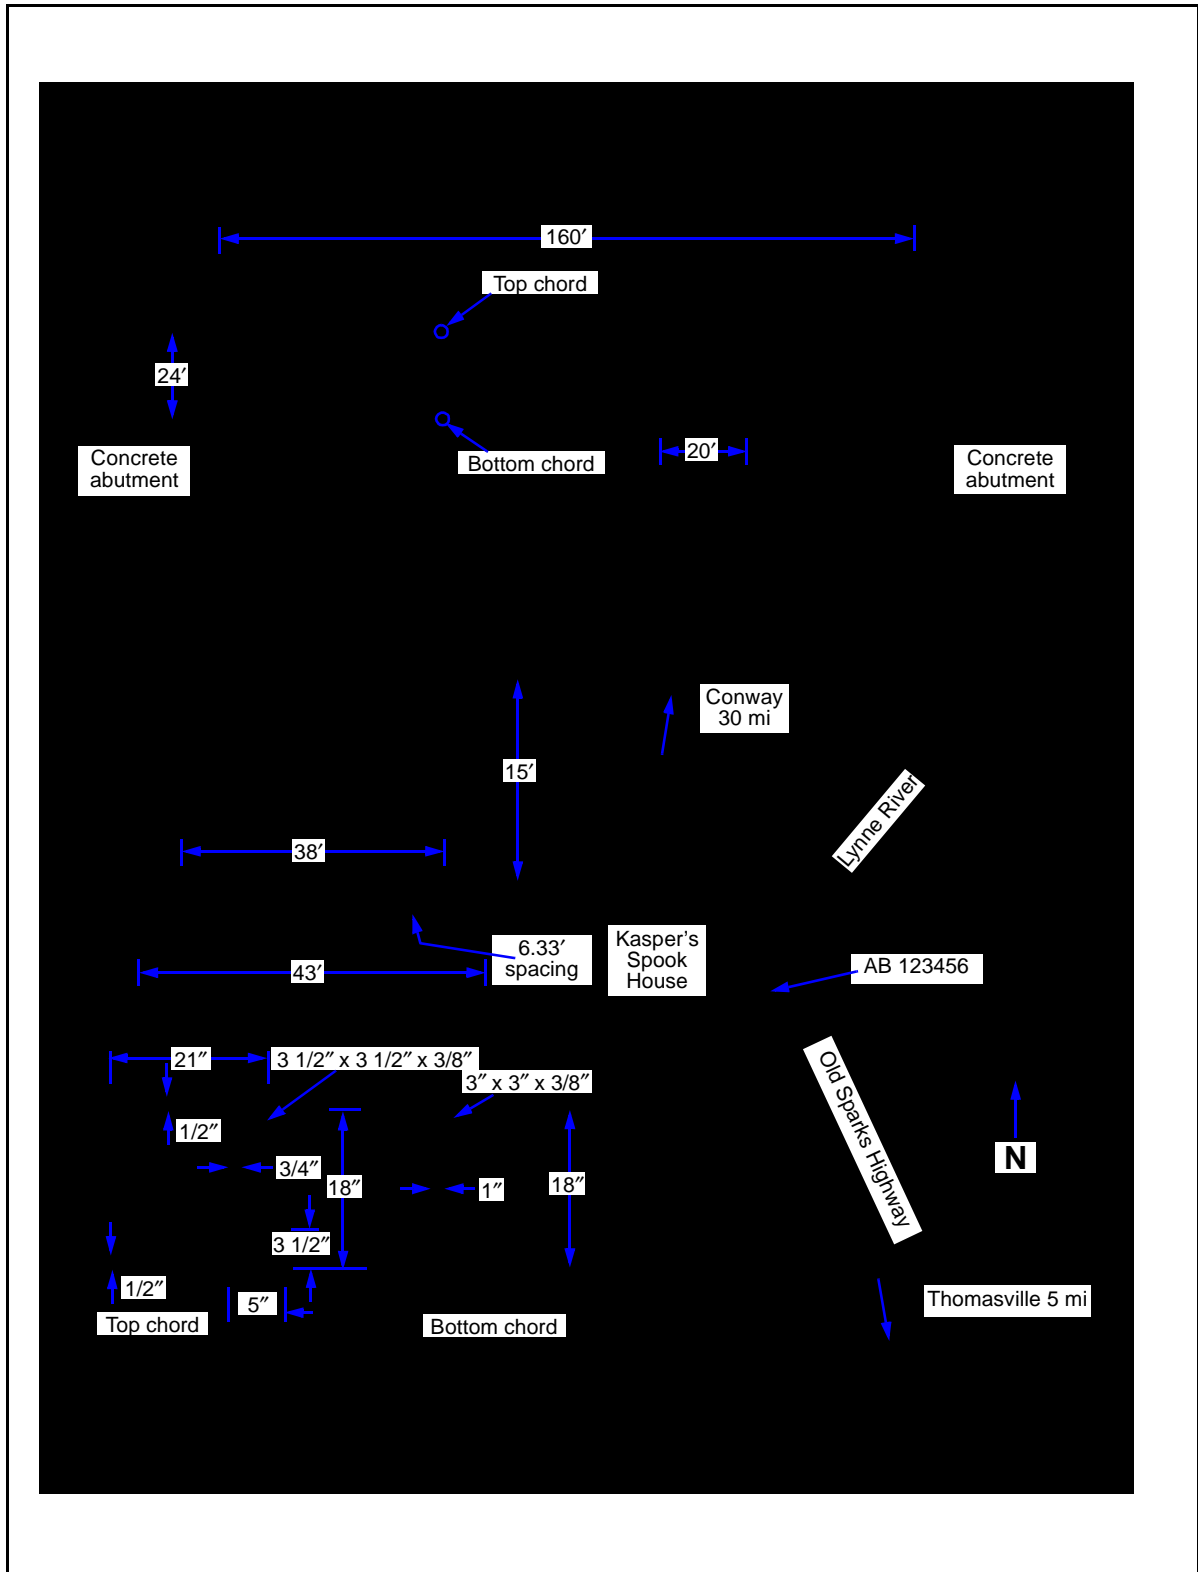 160′
Top chord
24′
Concrete
abutment
Bottom chord
20′
Concrete
abutment
Conway
30 mi
15′
Lynne River
38′
6.33′
spacing
Kasper's
Spook
House
AB 123456
43′
21″
3 1/2″ x 3 1/2″ x 3/8″
3″ x 3″ x 3/8″
Old Sparks Highway
1/2″
3/4″
18″
1″
18″
N
3 1/2″
1/2″
5″
Thomasville 5 mi
Top chord
Bottom chord